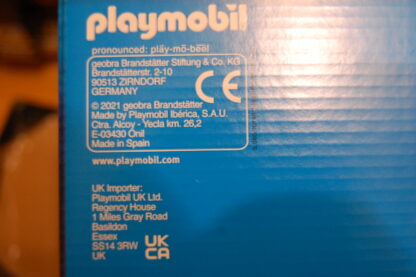 playmobil
pronounced: pläy-mō-bēēl
geobra Brandstätter Stiftung & Co. KG
Brandstätterstr. 2-10
90513 ZIRNDORF
GERMANY
CE
© 2021 geobra Brandstätter
Made by Playmobil Ibérica, S.A.U.
Ctra. Alcoy - Yecla km. 26,2
E-03430 Onil
Made in Spain
www.playmobil.com
UK Importer:
Playmobil UK Ltd.
Regency House
1 Miles Gray Road
Basildon
Essex
SS14 3RW
UK
UK
CA